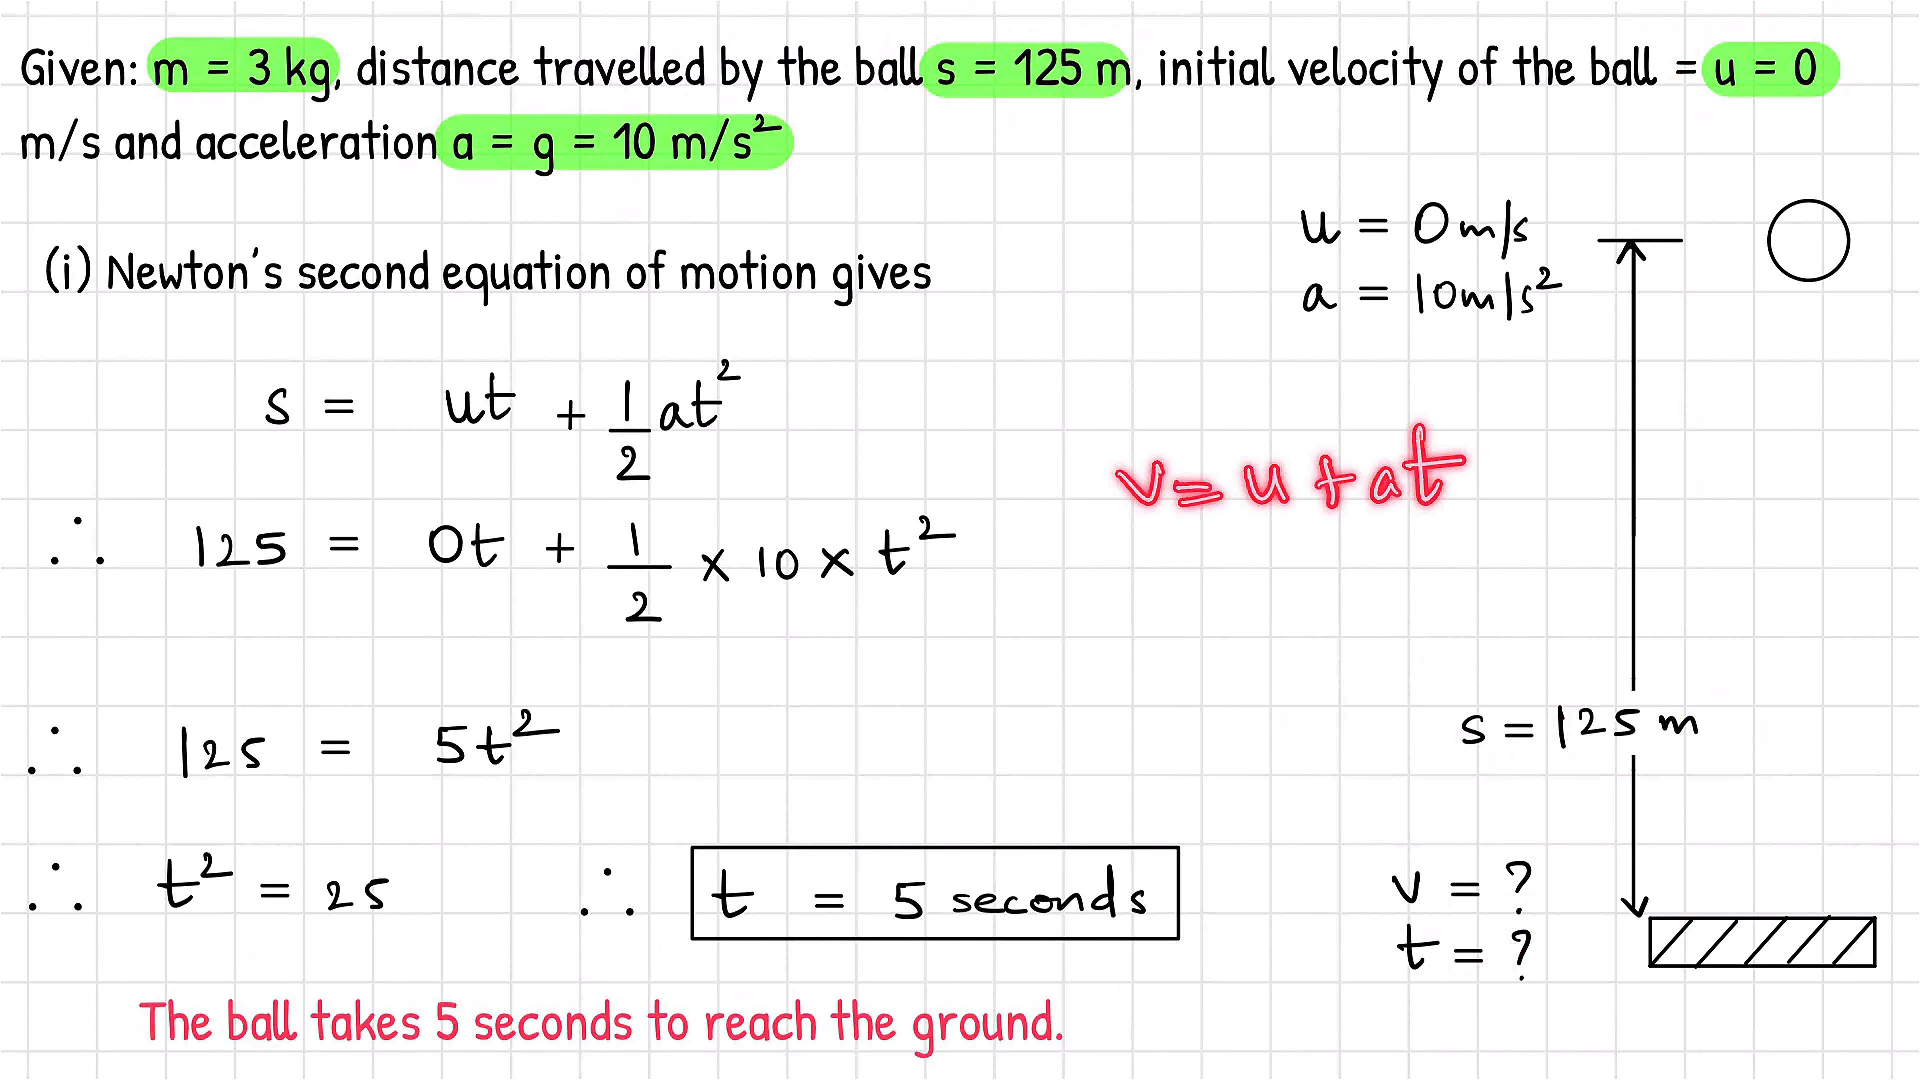 Given: m = 3 kg, distance travelled by the ball s = 125 m, initial velocity of the ball = u = 0
m/s and acceleration a = g = 10 m/s²
u = 0 m/s
a = 10 m/s²
(i) Newton's second equation of motion gives
s = ut + 1/2 at²
v = u + at
∴ 125 = 0t + 1/2 × 10 × t²
∴ 125 = 5t²
s = 125 m
∴ t² = 25 ∴ t = 5 seconds
v = ?
t = ?
The ball takes 5 seconds to reach the ground.